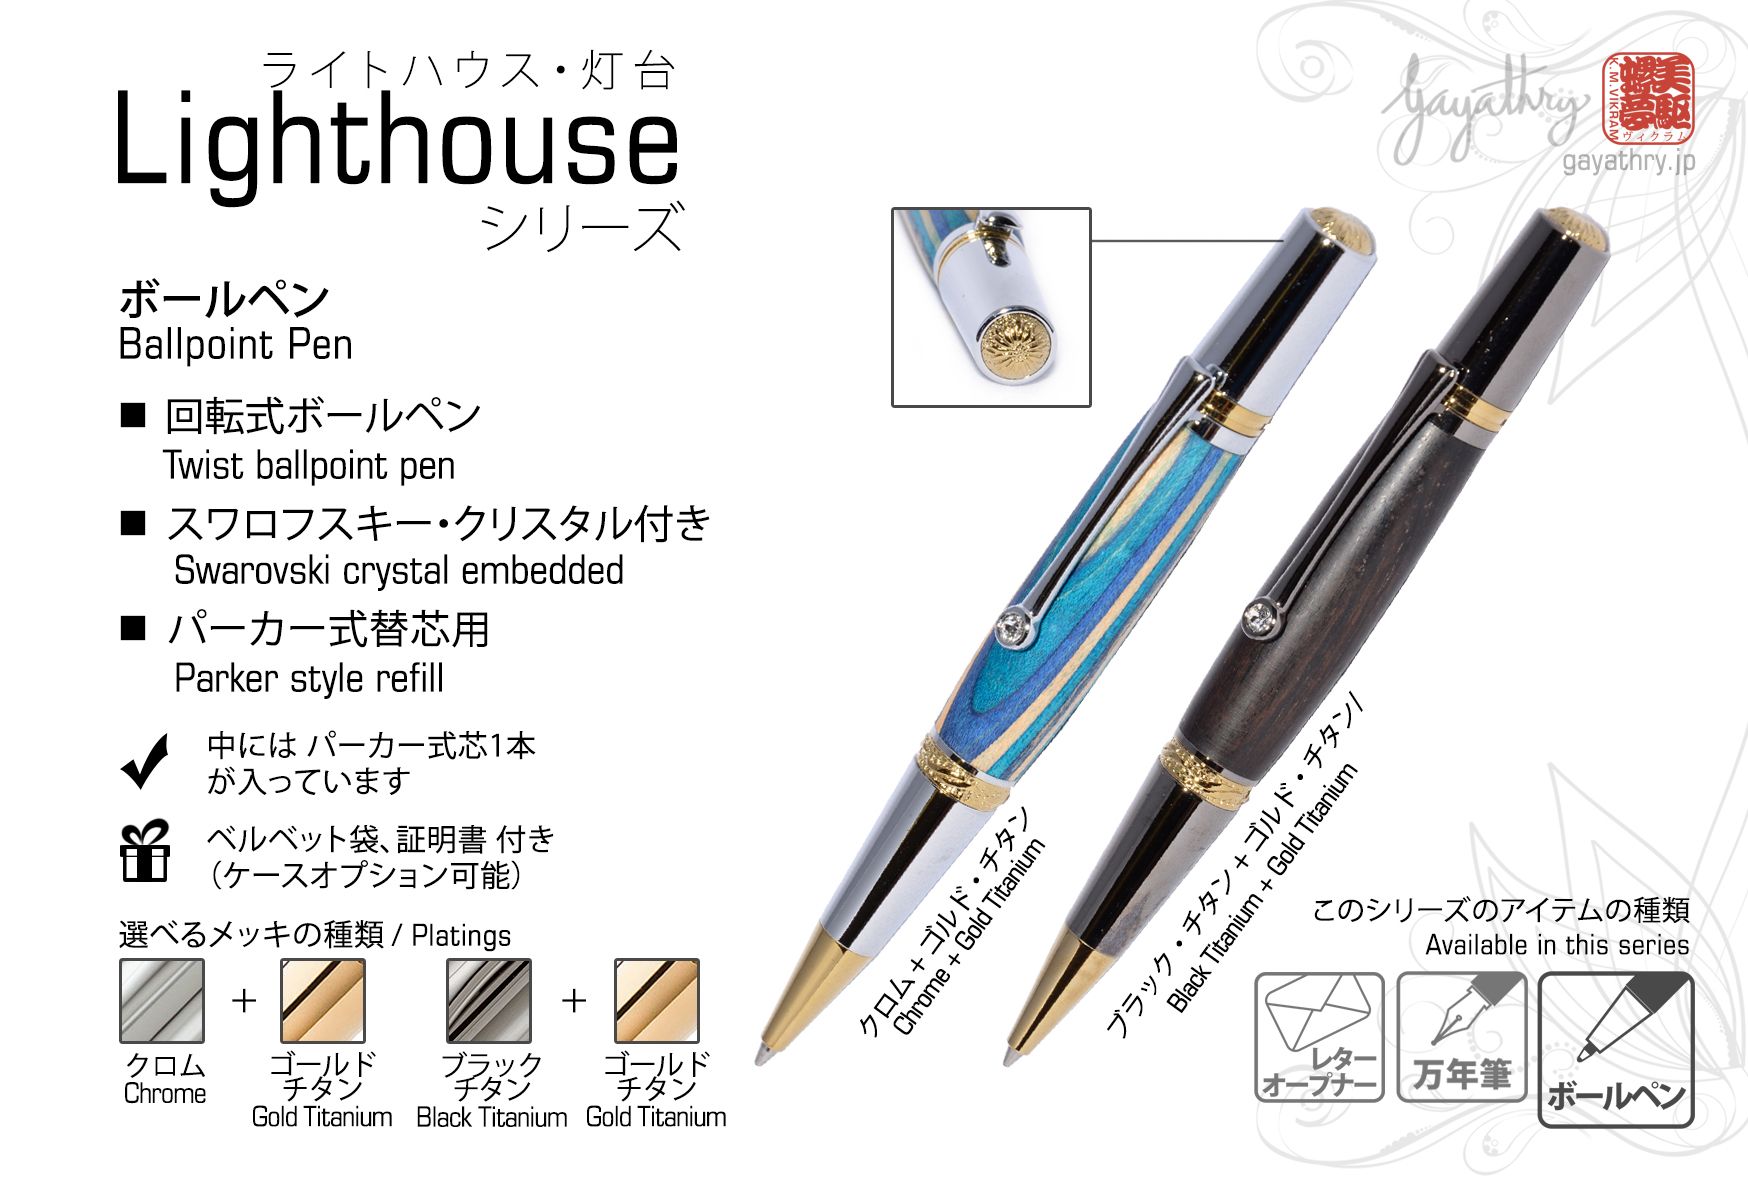 ライトハウス・灯台
Lighthouse
シリーズ
gayathry
K.M.VIKRAM
ヴィクラム
gayathry.jp
ボールペン
Ballpoint Pen
■ 回転式ボールペン
Twist ballpoint pen
■ スワロフスキー・クリスタル付き
Swarovski crystal embedded
■ パーカー式替芯用
Parker style refill
中には パーカー式芯1本
が入っています
ベルベット袋、証明書 付き
（ケースオプション可能）
選べるメッキの種類 / Platings
クロム
Chrome
+
ゴールド
チタン
Gold Titanium
ブラック
チタン
Black Titanium
+
ゴールド
チタン
Gold Titanium
クロム + ゴルド・チタン
Chrome + Gold Titanium
ブラック・チタン + ゴルド・チタン/
Black Titanium + Gold Titanium
このシリーズのアイテムの種類
Available in this series
レター
オープナー
万年筆
ボールペン